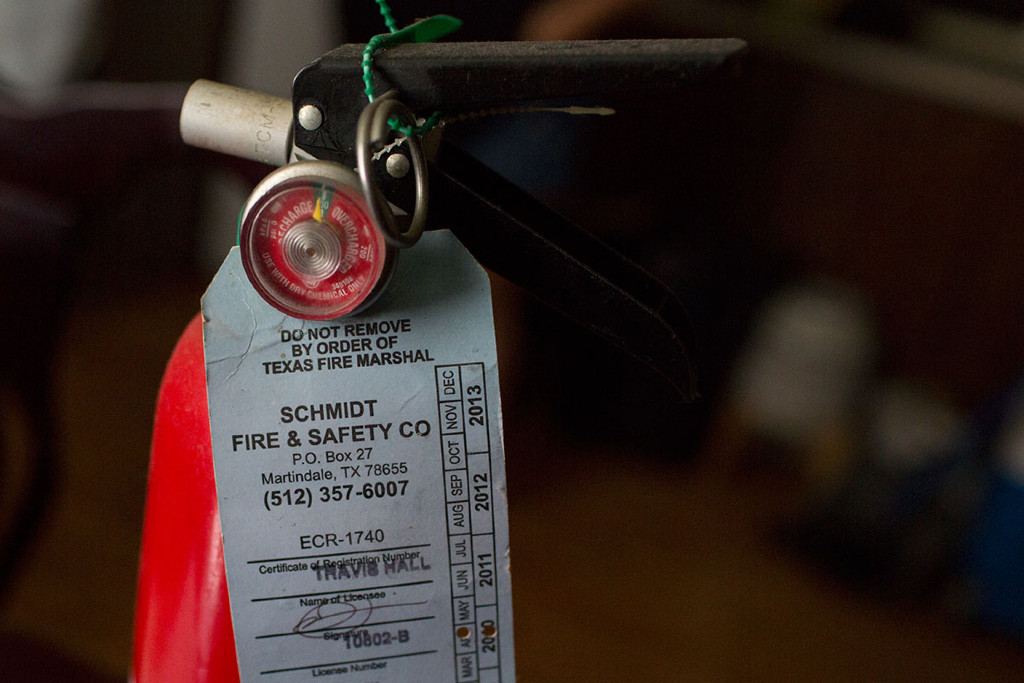 RECHARGE
OVERCHARGE
USE WITH DRY CHEMICAL ONLY
DO NOT REMOVE
BY ORDER OF
TEXAS FIRE MARSHAL
SCHMIDT
FIRE & SAFETY CO
P.O. Box 27
Martindale, TX 78655
(512) 357-6007
ECR-1740
Certificate of Registration Number
TRAVIS HALL
Name of Licensee
Signature
10802-B
License Number
MAR MAY JUN JUL AUG SEP OCT NOV DEC
2011 2012 2013